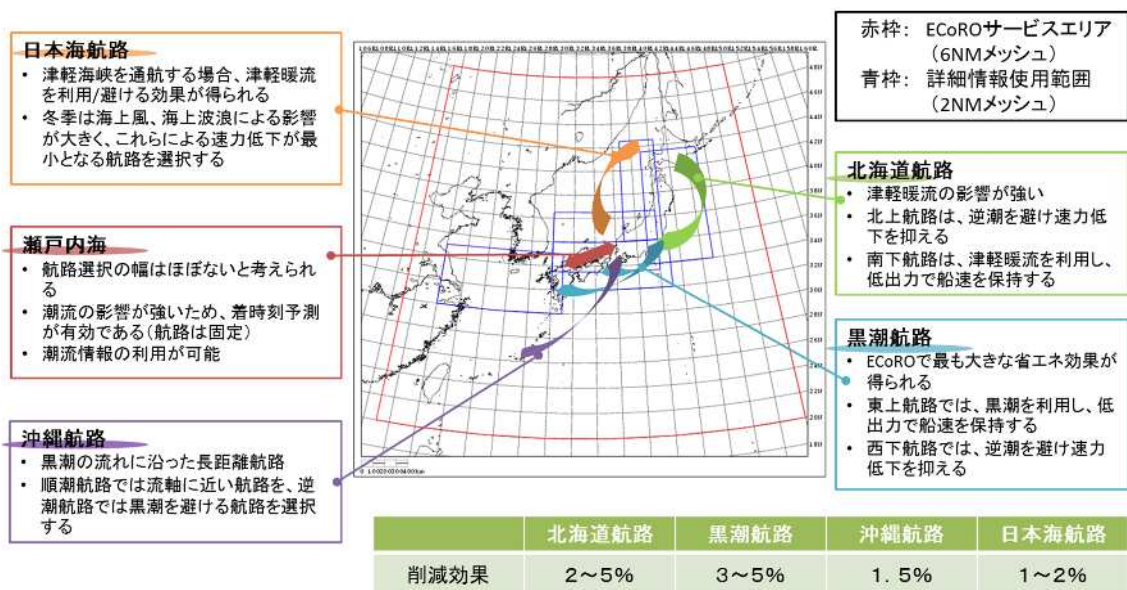 日本海航路
• 津軽海峡を通航する場合、津軽暖流
を利用/避ける効果が得られる
• 冬季は海上風、海上波浪による影響
が大きく、これらによる速力低下が最
小となる航路を選択する
瀬戸内海
• 航路選択の幅はほぼないと考えられ
る
• 潮流の影響が強いため、着時刻予測
が有効である(航路は固定)
• 潮流情報の利用が可能
沖縄航路
• 黒潮の流れに沿った長距離航路
• 順潮航路では流軸に近い航路を、逆
潮航路では黒潮を避ける航路を選択
する
赤枠: ECoROサービスエリア
(6NMメッシュ)
青枠: 詳細情報使用範囲
(2NMメッシュ)
北海道航路
• 津軽暖流の影響が強い
• 北上航路は、逆潮を避け速力低
下を抑える
• 南下航路は、津軽暖流を利用し、
低出力で船速を保持する
黒潮航路
• ECoROで最も大きな省エネ効果が
得られる
• 東上航路では、黒潮を利用し、低
出力で船速を保持する
• 西下航路では、逆潮を避け速力
低下を抑える
北海道航路 黒潮航路 沖縄航路 日本海航路
削減効果 2~5% 3~5% 1.5% 1~2%